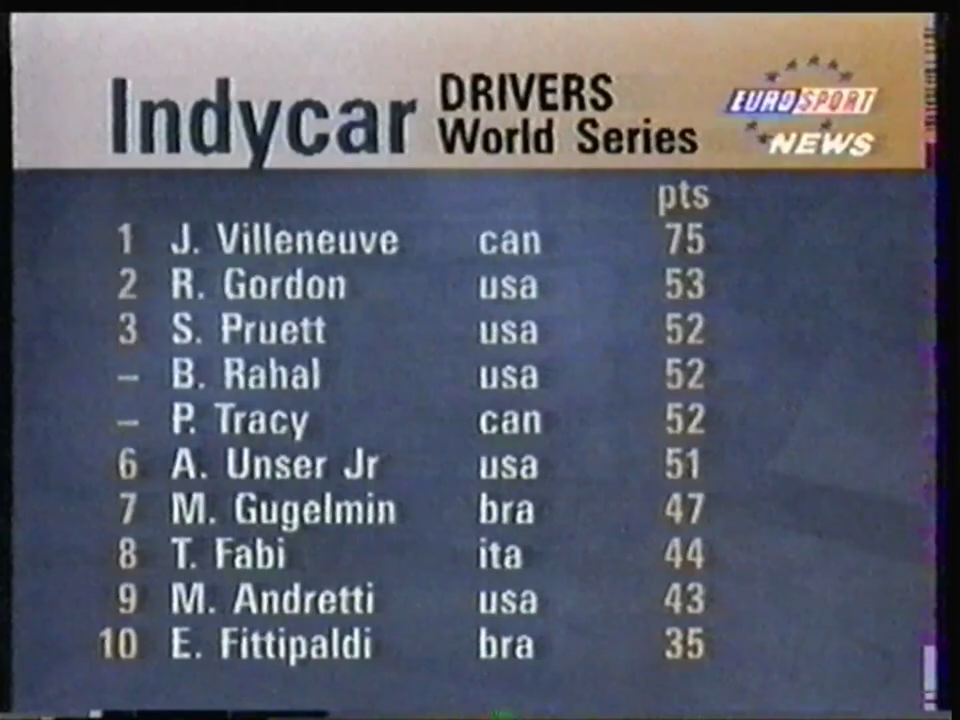 Indycar DRIVERS World Series
EUROSPORT NEWS
pts
1 J. Villeneuve can 75
2 R. Gordon usa 53
3 S. Pruett usa 52
– B. Rahal usa 52
– P. Tracy can 52
6 A. Unser Jr usa 51
7 M. Gugelmin bra 47
8 T. Fabi ita 44
9 M. Andretti usa 43
10 E. Fittipaldi bra 35